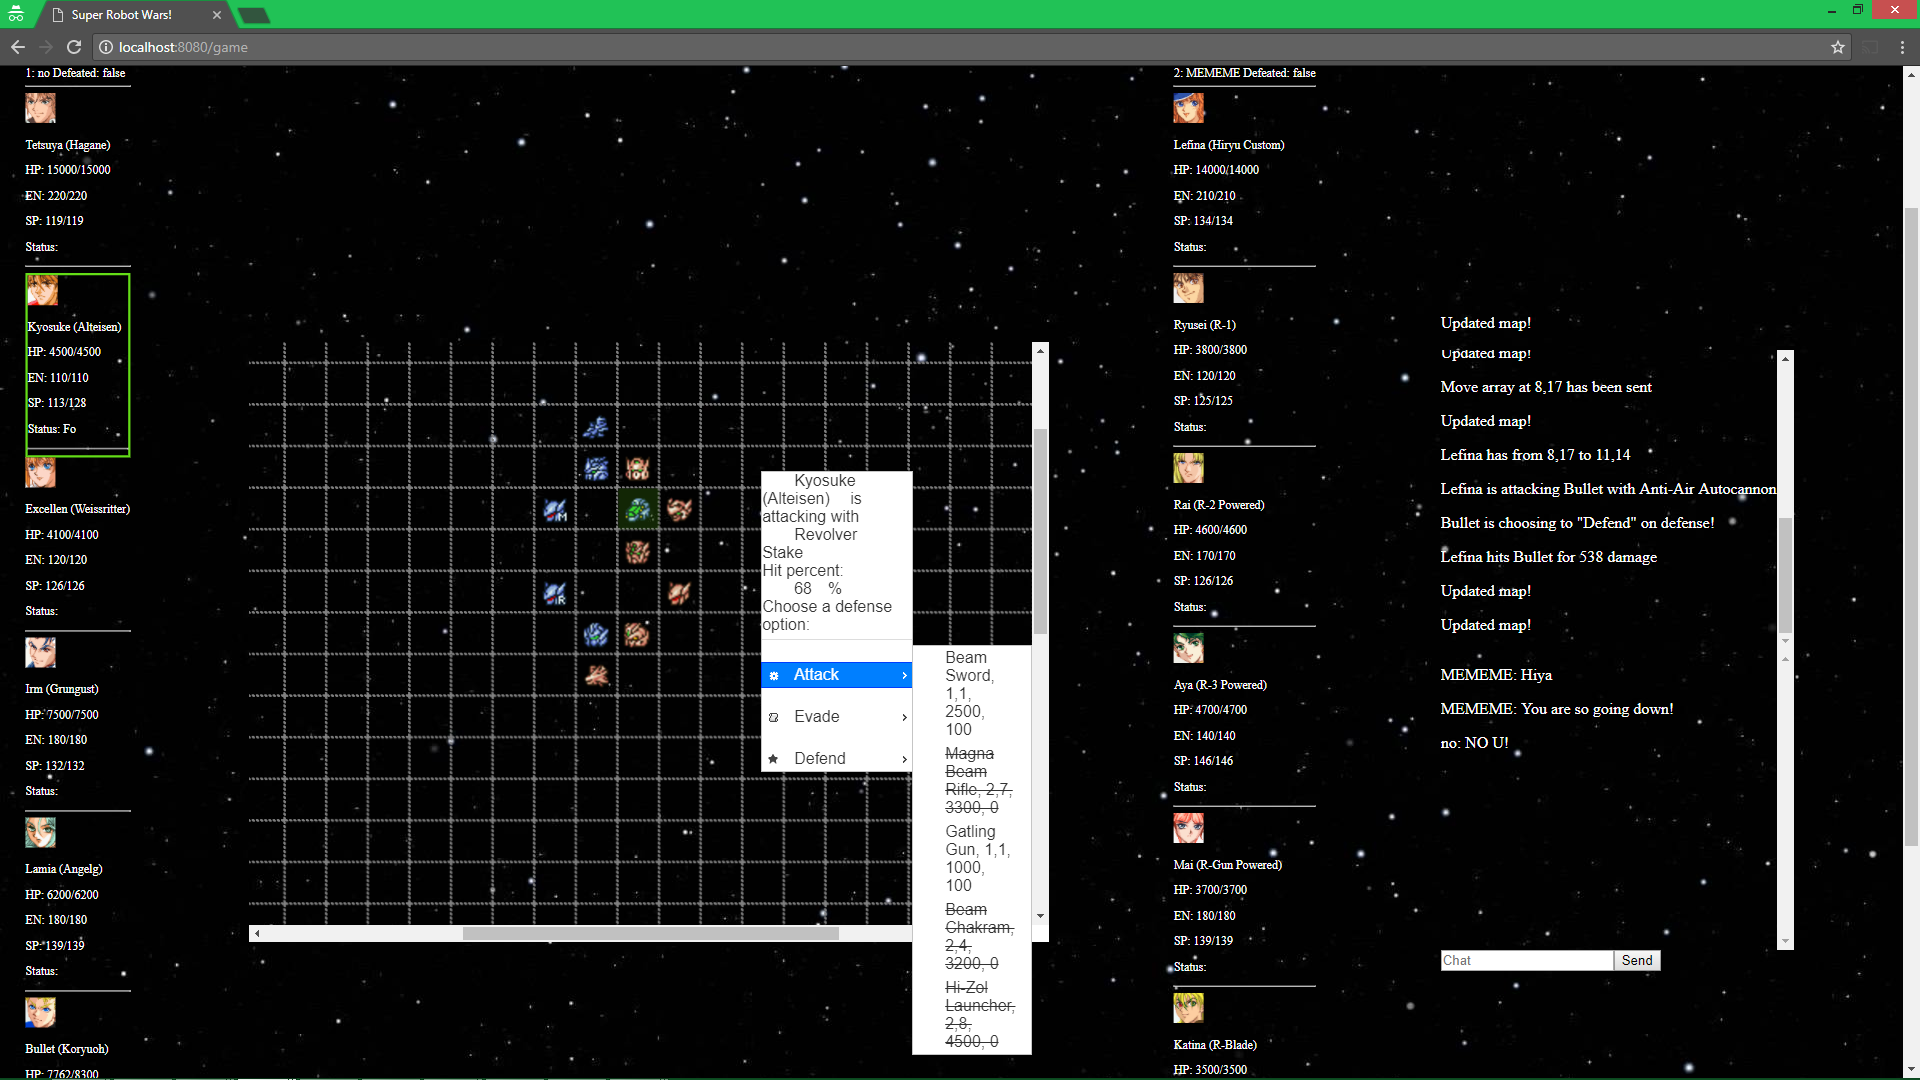 Super Robot Wars!
localhost:8080/game
1: no Defeated: false
Tetsuya (Hagane)
HP: 15000/15000
EN: 220/220
SP: 119/119
Status:
Kyosuke (Alteisen)
HP: 4500/4500
EN: 110/110
SP: 113/128
Status: Fo
Excellen (Weissritter)
HP: 4100/4100
EN: 120/120
SP: 126/126
Status:
Irm (Grungust)
HP: 7500/7500
EN: 180/180
SP: 132/132
Status:
Lamia (Angelg)
HP: 6200/6200
EN: 180/180
SP: 139/139
Status:
Bullet (Koryuoh)
HP: 7762/8300
M
R
Kyosuke
(Alteisen) is
attacking with
Revolver
Stake
Hit percent:
68 %
Choose a defense
option:
Attack
Evade
Defend
Beam
Sword,
1,1,
2500,
100
Magna
Beam
Rifle, 2,7,
3300, 0
Gatling
Gun, 1,1,
1000,
100
Beam
Chakram,
2,4,
3200, 0
Hi-Zol
Launcher,
2,8,
4500, 0
2: MEMEME Defeated: false
Lefina (Hiryu Custom)
HP: 14000/14000
EN: 210/210
SP: 134/134
Status:
Ryusei (R-1)
HP: 3800/3800
EN: 120/120
SP: 125/125
Status:
Rai (R-2 Powered)
HP: 4600/4600
EN: 170/170
SP: 126/126
Status:
Aya (R-3 Powered)
HP: 4700/4700
EN: 140/140
SP: 146/146
Status:
Mai (R-Gun Powered)
HP: 3700/3700
EN: 180/180
SP: 139/139
Status:
Katina (R-Blade)
HP: 3500/3500
Updated map!
Updated map!
Move array at 8,17 has been sent
Updated map!
Lefina has from 8,17 to 11,14
Lefina is attacking Bullet with Anti-Air Autocannon
Bullet is choosing to "Defend" on defense!
Lefina hits Bullet for 538 damage
Updated map!
Updated map!
MEMEME: Hiya
MEMEME: You are so going down!
no: NO U!
Chat
Send